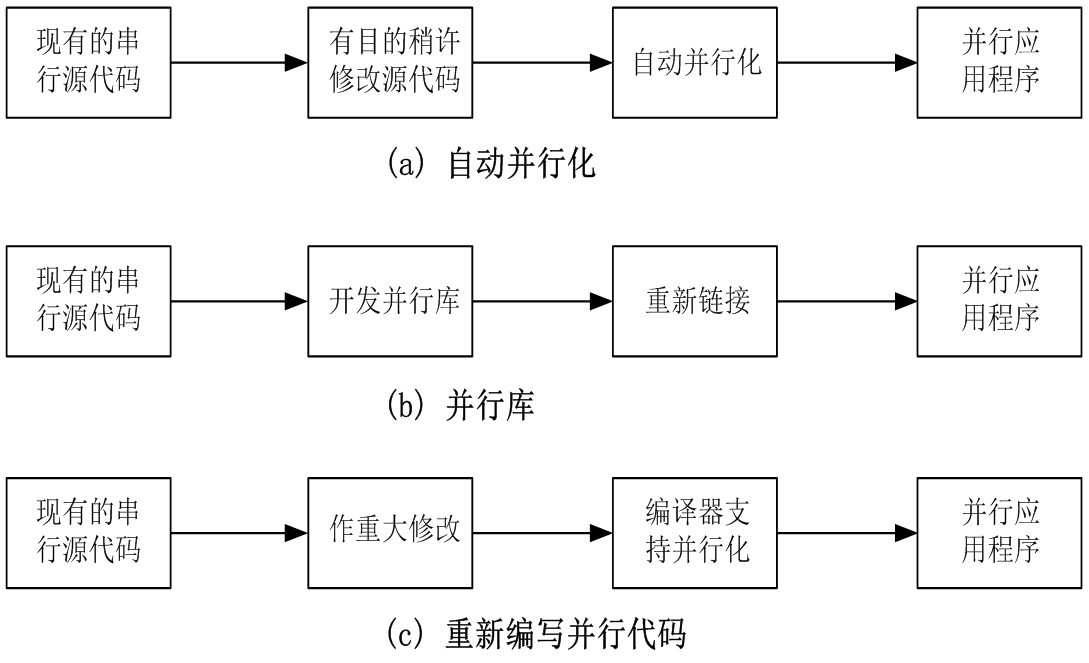 现有的串
行源代码
有目的稍许
修改源代码
自动并行化
并行应
用程序
(a) 自动并行化
现有的串
行源代码
开发并行库
重新链接
并行应
用程序
(b) 并行库
现有的串
行源代码
作重大修改
编译器支
持并行化
并行应
用程序
(c) 重新编写并行代码